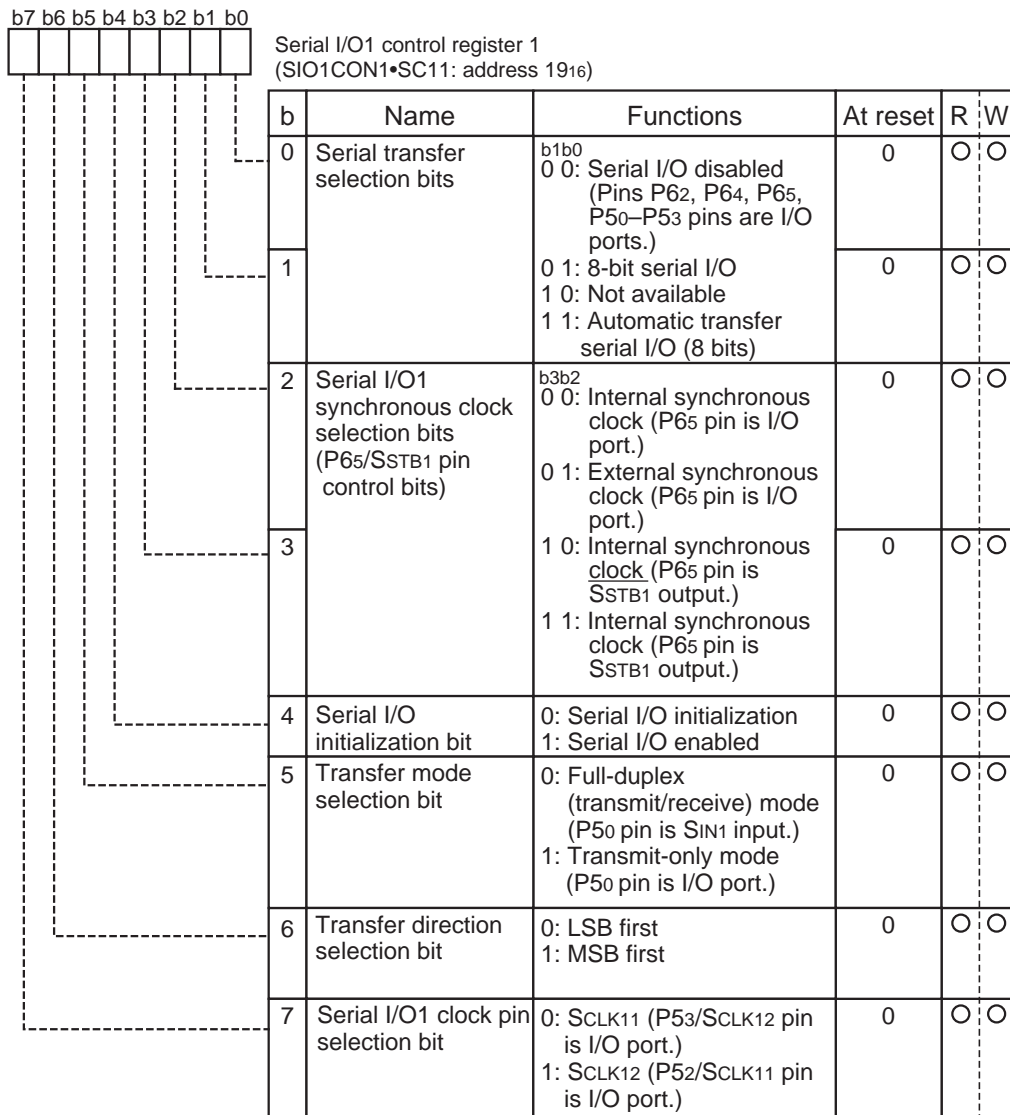 b7 b6 b5 b4 b3 b2 b1 b0
Serial I/O1 control register 1
(SIO1CON1•SC11: address 1916)
b Name Functions At reset R W
0 Serial transfer selection bits 0
b1b0
0 0: Serial I/O disabled
(Pins P62, P64, P65,
P50–P53 pins are I/O
ports.)
1 0
0 1: 8-bit serial I/O
1 0: Not available
1 1: Automatic transfer
serial I/O (8 bits)
2 Serial I/O1 0
synchronous clock
selection bits
(P65/SSTB1 pin
control bits)
b3b2
0 0: Internal synchronous
clock (P65 pin is I/O
port.)
0 1: External synchronous
clock (P65 pin is I/O
port.)
3 0
1 0: Internal synchronous
clock (P65 pin is
SSTB1 output.)
1 1: Internal synchronous
clock (P65 pin is
SSTB1 output.)
4 Serial I/O 0: Serial I/O initialization 0
initialization bit 1: Serial I/O enabled
5 Transfer mode 0: Full-duplex 0
selection bit (transmit/receive) mode
(P50 pin is SIN1 input.)
1: Transmit-only mode
(P50 pin is I/O port.)
6 Transfer direction 0: LSB first 0
selection bit 1: MSB first
7 Serial I/O1 clock pin 0: SCLK11 (P53/SCLK12 pin 0
selection bit is I/O port.)
1: SCLK12 (P52/SCLK11 pin
is I/O port.)